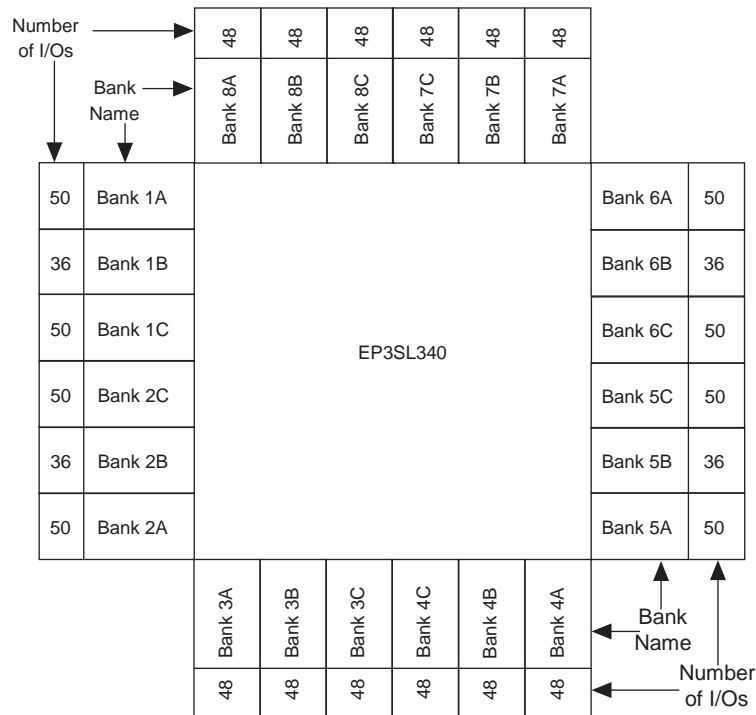 Number
of I/Os
48
48
48
48
48
48
Bank
Name
Bank 8A
Bank 8B
Bank 8C
Bank 7C
Bank 7B
Bank 7A
50
Bank 1A
Bank 6A
50
36
Bank 1B
Bank 6B
36
50
Bank 1C
Bank 6C
50
EP3SL340
50
Bank 2C
Bank 5C
50
36
Bank 2B
Bank 5B
36
50
Bank 2A
Bank 5A
50
Bank 3A
Bank 3B
Bank 3C
Bank 4C
Bank 4B
Bank 4A
Bank
Name
48
48
48
48
48
48
Number
of I/Os